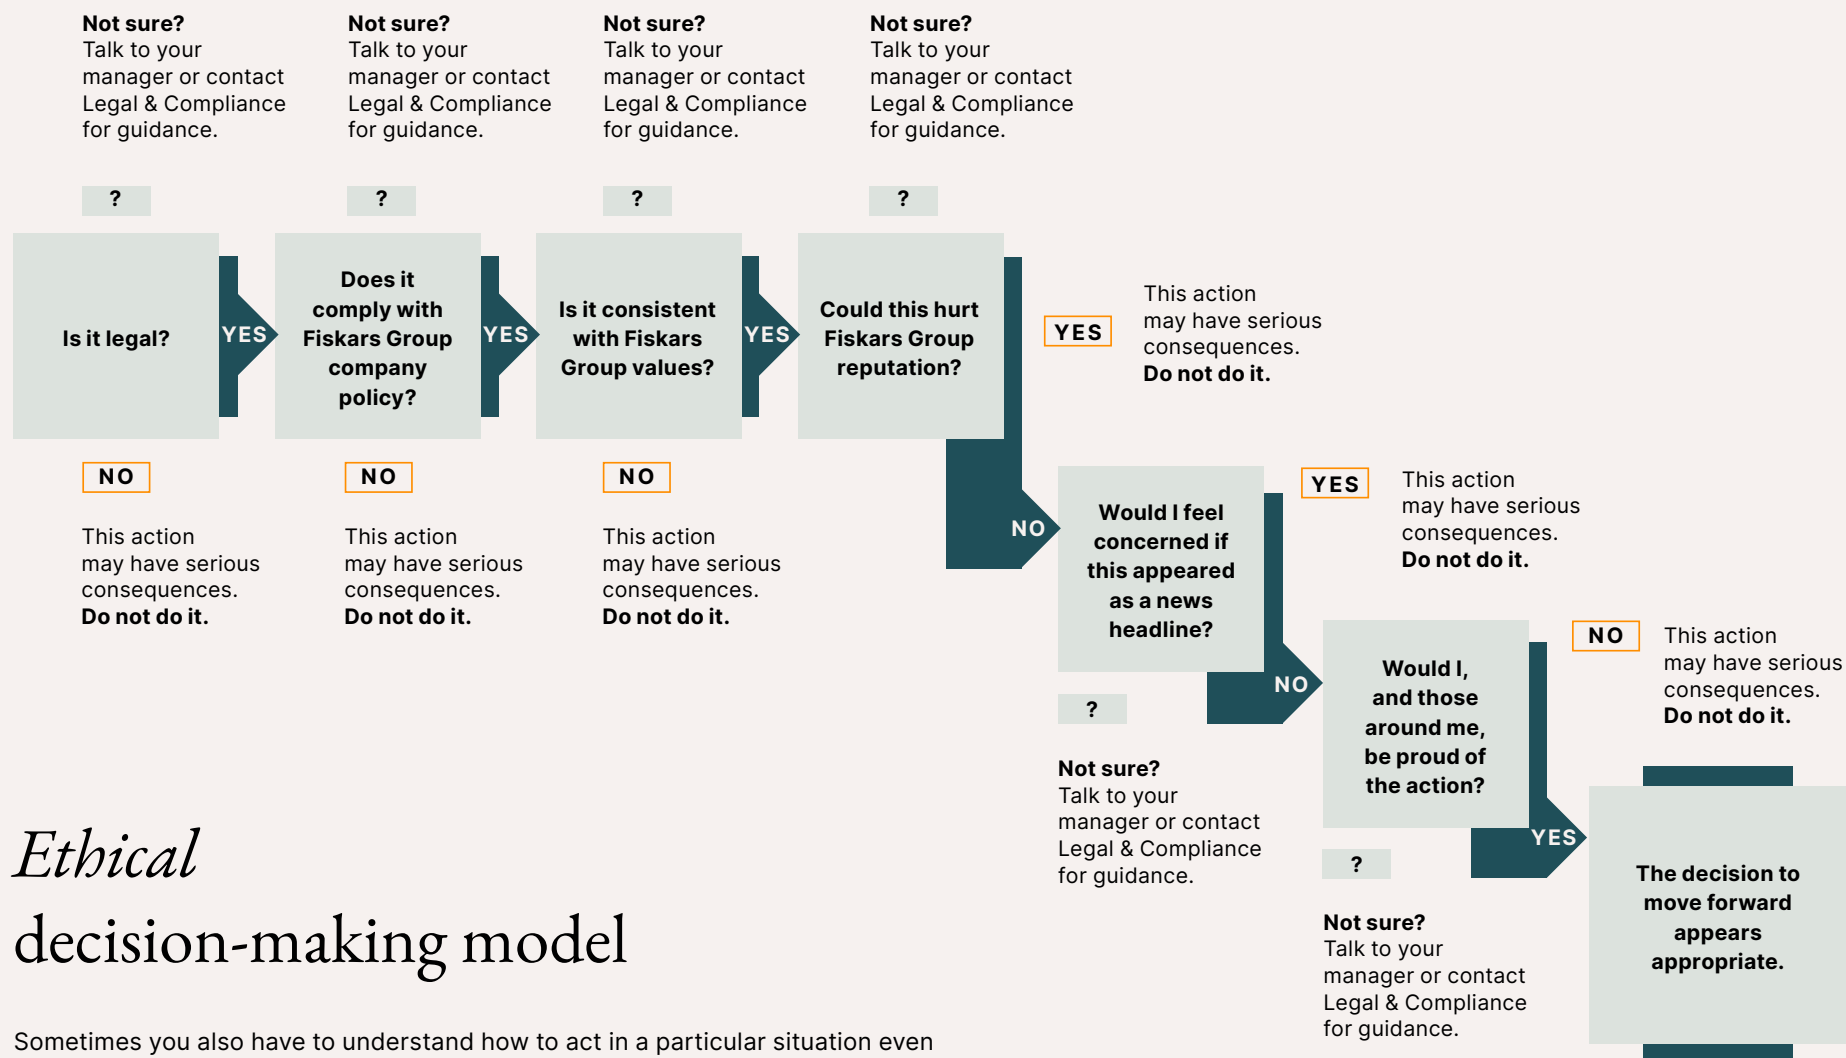 Not sure?
Talk to your
manager or contact
Legal & Compliance
for guidance.
Not sure?
Talk to your
manager or contact
Legal & Compliance
for guidance.
Not sure?
Talk to your
manager or contact
Legal & Compliance
for guidance.
Not sure?
Talk to your
manager or contact
Legal & Compliance
for guidance.
?
?
?
?
Is it legal?
YES
Does it
comply with
Fiskars Group
company
policy?
YES
Is it consistent
with Fiskars
Group values?
YES
Could this hurt
Fiskars Group
reputation?
YES
This action
may have serious
consequences.
Do not do it.
NO
This action
may have serious
consequences.
Do not do it.
NO
This action
may have serious
consequences.
Do not do it.
NO
This action
may have serious
consequences.
Do not do it.
NO
Would I feel
concerned if
this appeared
as a news
headline?
YES
This action
may have serious
consequences.
Do not do it.
?
Not sure?
Talk to your
manager or contact
Legal & Compliance
for guidance.
NO
Would I,
and those
around me,
be proud of
the action?
NO
This action
may have serious
consequences.
Do not do it.
?
Not sure?
Talk to your
manager or contact
Legal & Compliance
for guidance.
YES
The decision to
move forward
appears
appropriate.
Ethical
decision-making model
Sometimes you also have to understand how to act in a particular situation even